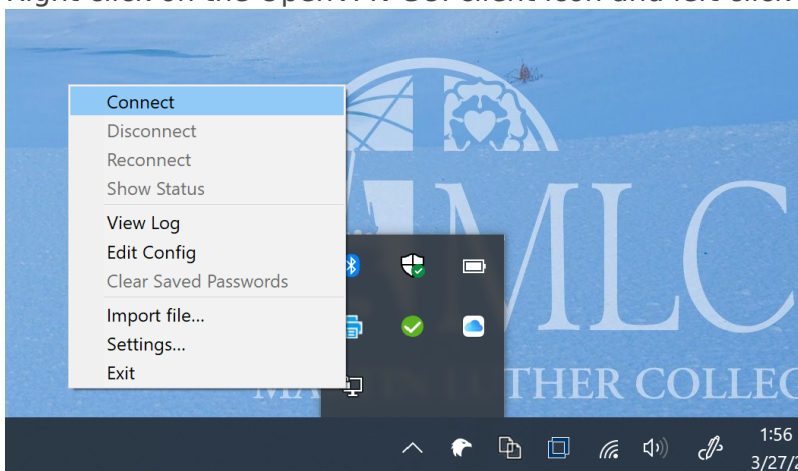 Connect
Disconnect
Reconnect
Show Status
View Log
Edit Config
Clear Saved Passwords
Import file...
Settings...
Exit
MLC
THER COLLEG
1:56
3/27/2